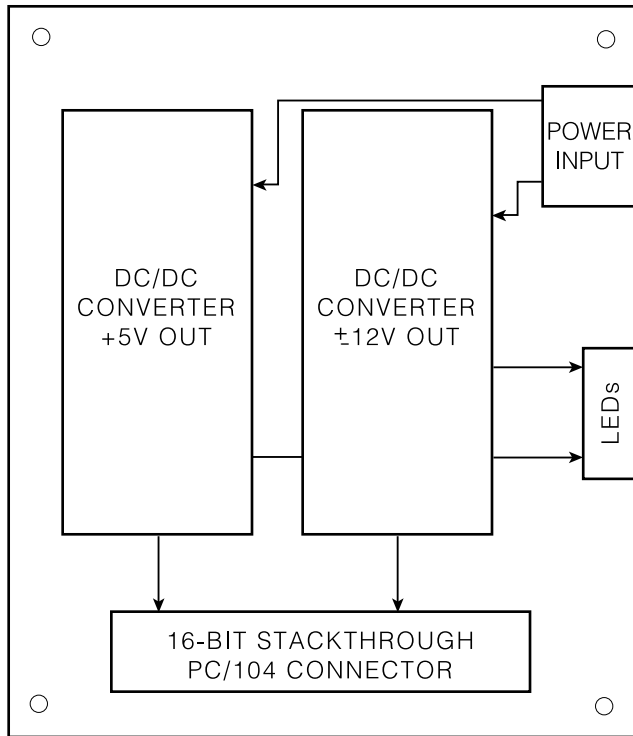 POWER
INPUT
DC/DC
CONVERTER
+5V OUT
DC/DC
CONVERTER
±12V OUT
LEDs
16-BIT STACKTHROUGH
PC/104 CONNECTOR